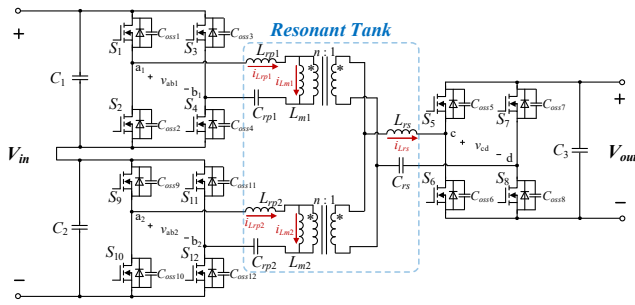 Resonant Tank
+
S1
Coss1
S3
Coss3
Lrp1
n : 1
iLrp1
iLm1
*
*
C1
a1
+
vab1
-
b1
S2
Coss2
S4
Coss4
Crp1
Lm1
Vin
S9
Coss9
S11
Coss11
Lrp2
n : 1
iLrp2
iLm2
*
*
C2
a2
+
vab2
-
b2
S10
Coss10
S12
Coss12
Crp2
Lm2
-
Lrs
iLrs
Crs
S5
Coss5
S7
Coss7
c
+
vcd
-
d
S6
Coss6
S8
Coss8
C3
+
Vout
-